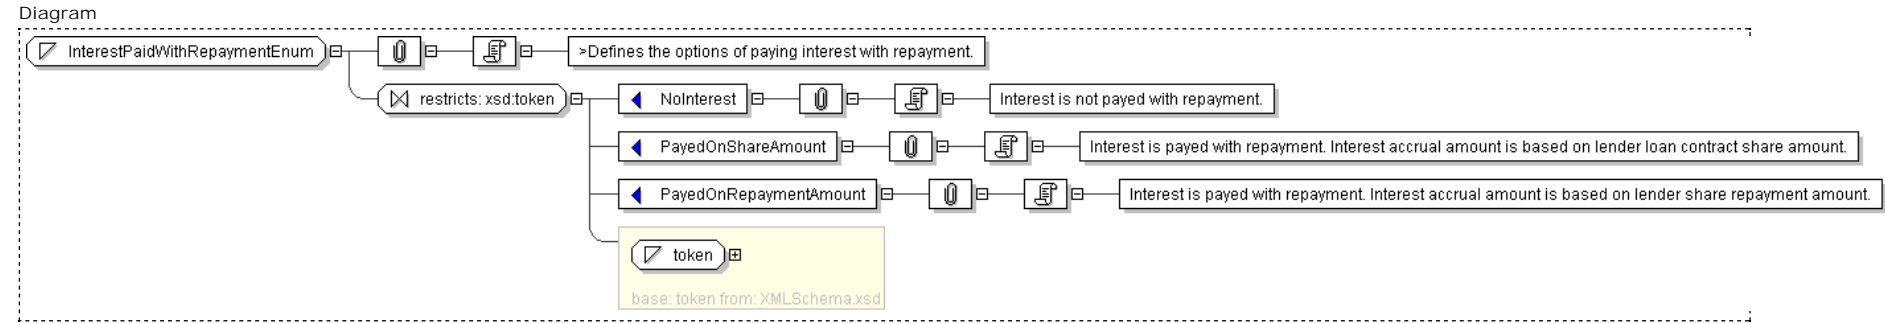 Diagram
InterestPaidWithRepaymentEnum
>Defines the options of paying interest with repayment.
restricts: xsd:token
NoInterest
Interest is not payed with repayment.
PayedOnShareAmount
Interest is payed with repayment. Interest accrual amount is based on lender loan contract share amount.
PayedOnRepaymentAmount
Interest is payed with repayment. Interest accrual amount is based on lender share repayment amount.
token
base: token from: XMLSchema.xsd